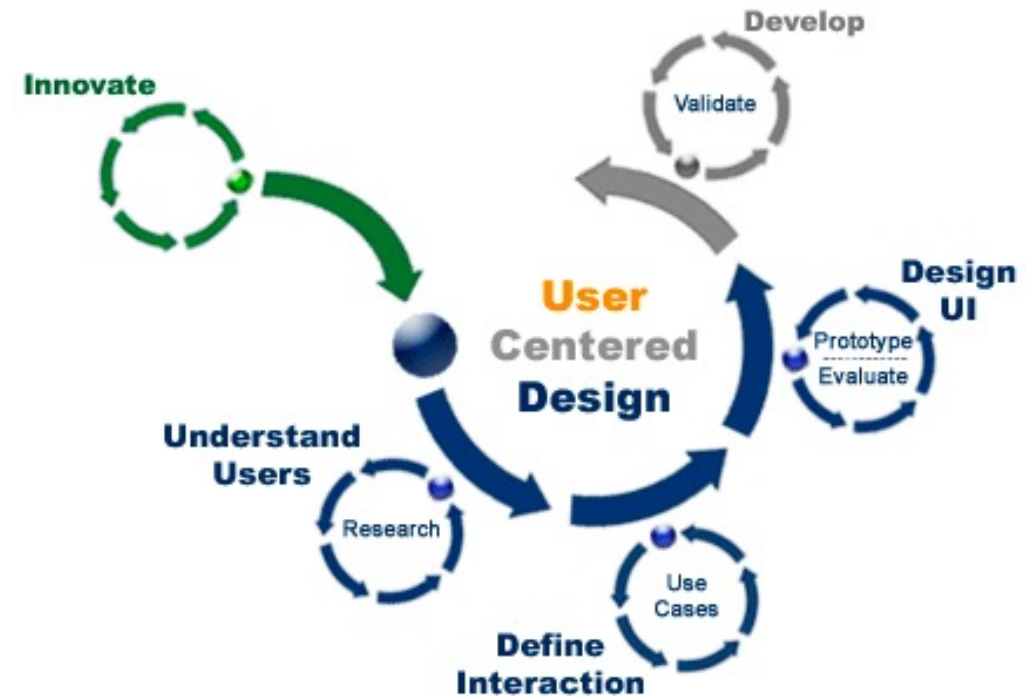 Innovate
Develop
Validate
User
Centered
Design
Design
UI
Prototype
Evaluate
Understand
Users
Research
Use
Cases
Define
Interaction